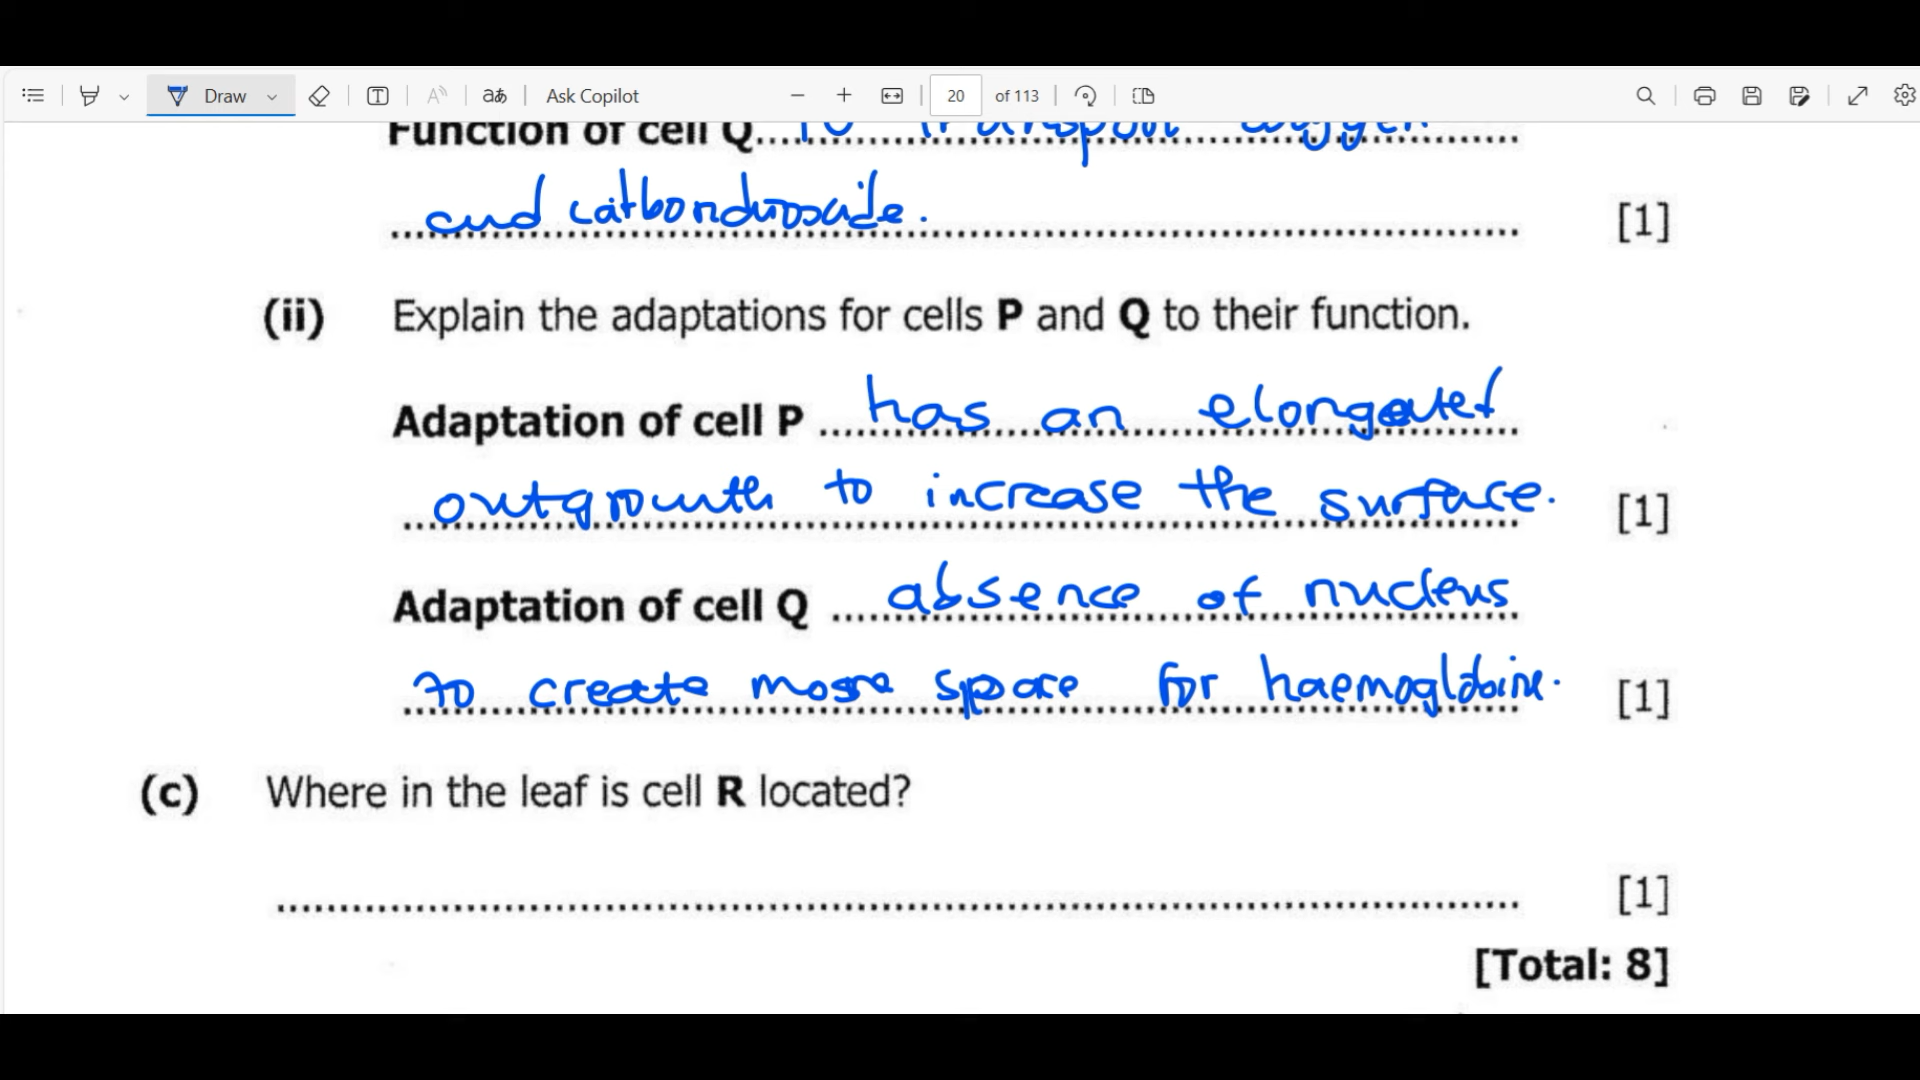 Draw
Ask Copilot
20 of 113
Function of cell Q To transport oxygen
and carbondioxide. [1]
(ii) Explain the adaptations for cells P and Q to their function.
Adaptation of cell P has an elongated
outgrowth to increase the surface. [1]
Adaptation of cell Q absence of nucleus
to create more space for haemoglobine. [1]
(c) Where in the leaf is cell R located?
[1]
[Total: 8]